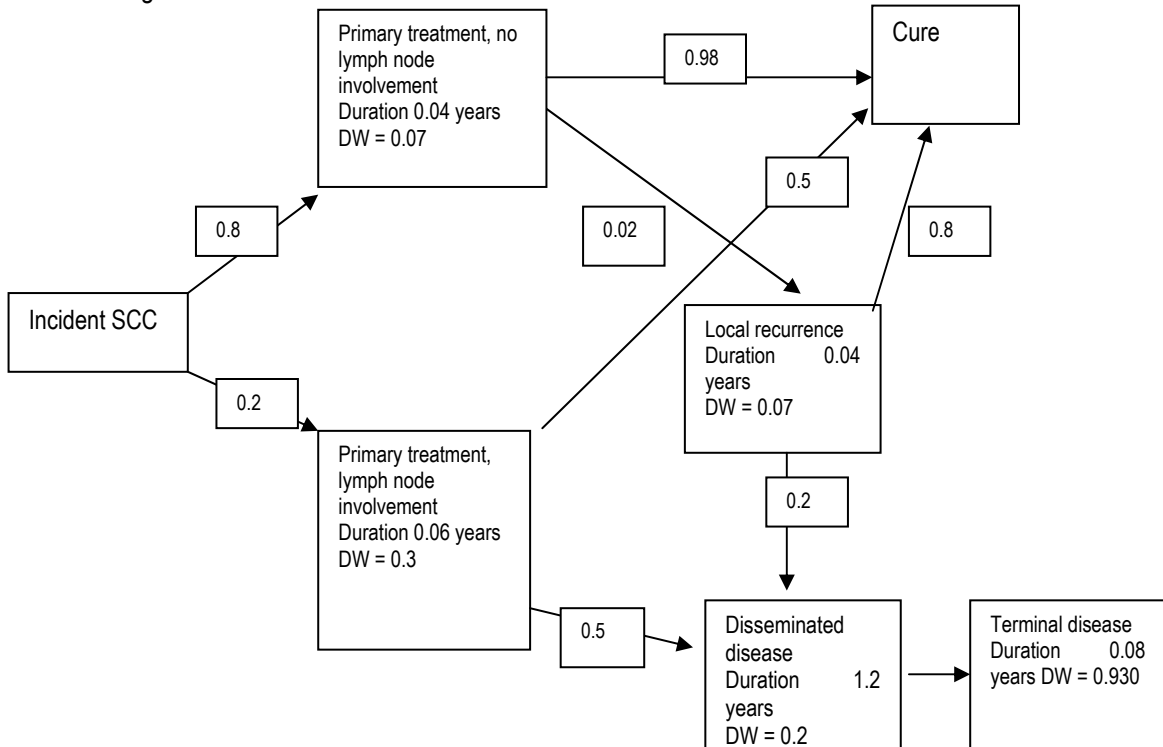 Primary treatment, no
lymph node
involvement
Duration 0.04 years
DW = 0.07
0.98
Cure
0.5
0.8
0.02
0.8
Incident SCC
Local recurrence
Duration 0.04
years
DW = 0.07
0.2
Primary treatment,
lymph node
involvement
Duration 0.06 years
DW = 0.3
0.2
0.5
Disseminated
disease
Duration 1.2
years
DW = 0.2
Terminal disease
Duration 0.08
years DW = 0.930